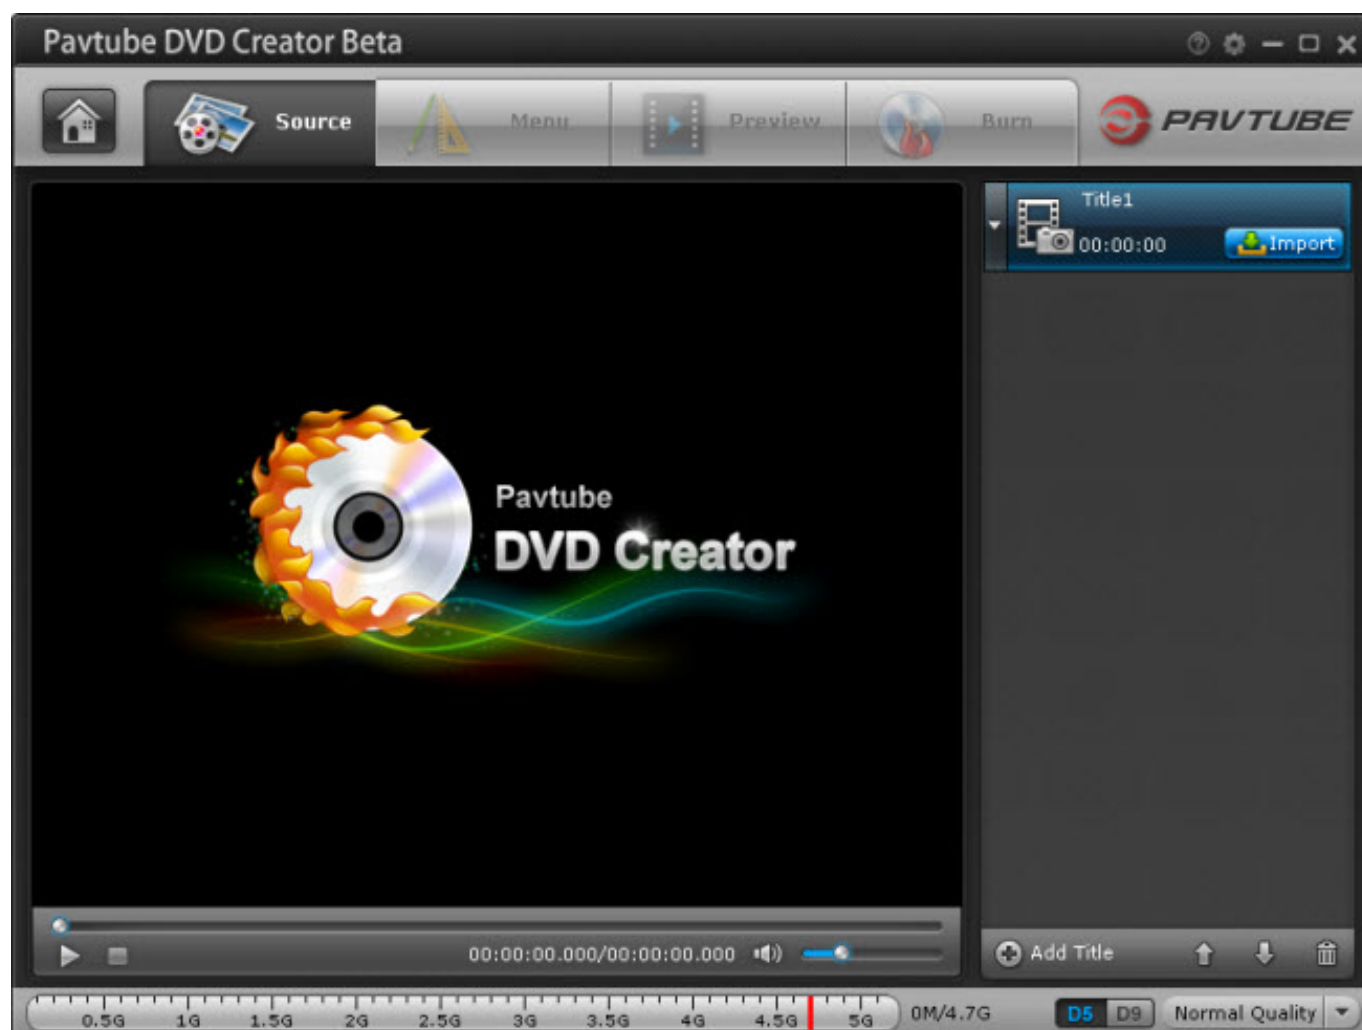 Pavtube DVD Creator Beta
Source
Menu
Preview
Burn
PAVTUBE
Title1
00:00:00
Import
Pavtube
DVD Creator
00:00:00.000/00:00:00.000
Add Title
0.5G 1G 1.5G 2G 2.5G 3G 3.5G 4G 4.5G 5G
0M/4.7G
D5 D9
Normal Quality